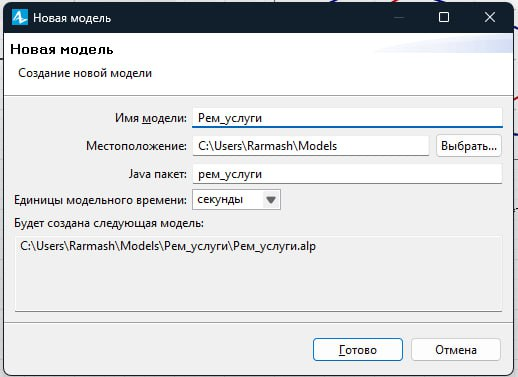 Новая модель
Новая модель
Создание новой модели
Имя модели: Рем_услуги
Местоположение: C:\Users\Rarmash\Models Выбрать...
Java пакет: рем_услуги
Единицы модельного времени: секунды
Будет создана следующая модель:
C:\Users\Rarmash\Models\Рем_услуги\Рем_услуги.alp
Готово Отмена